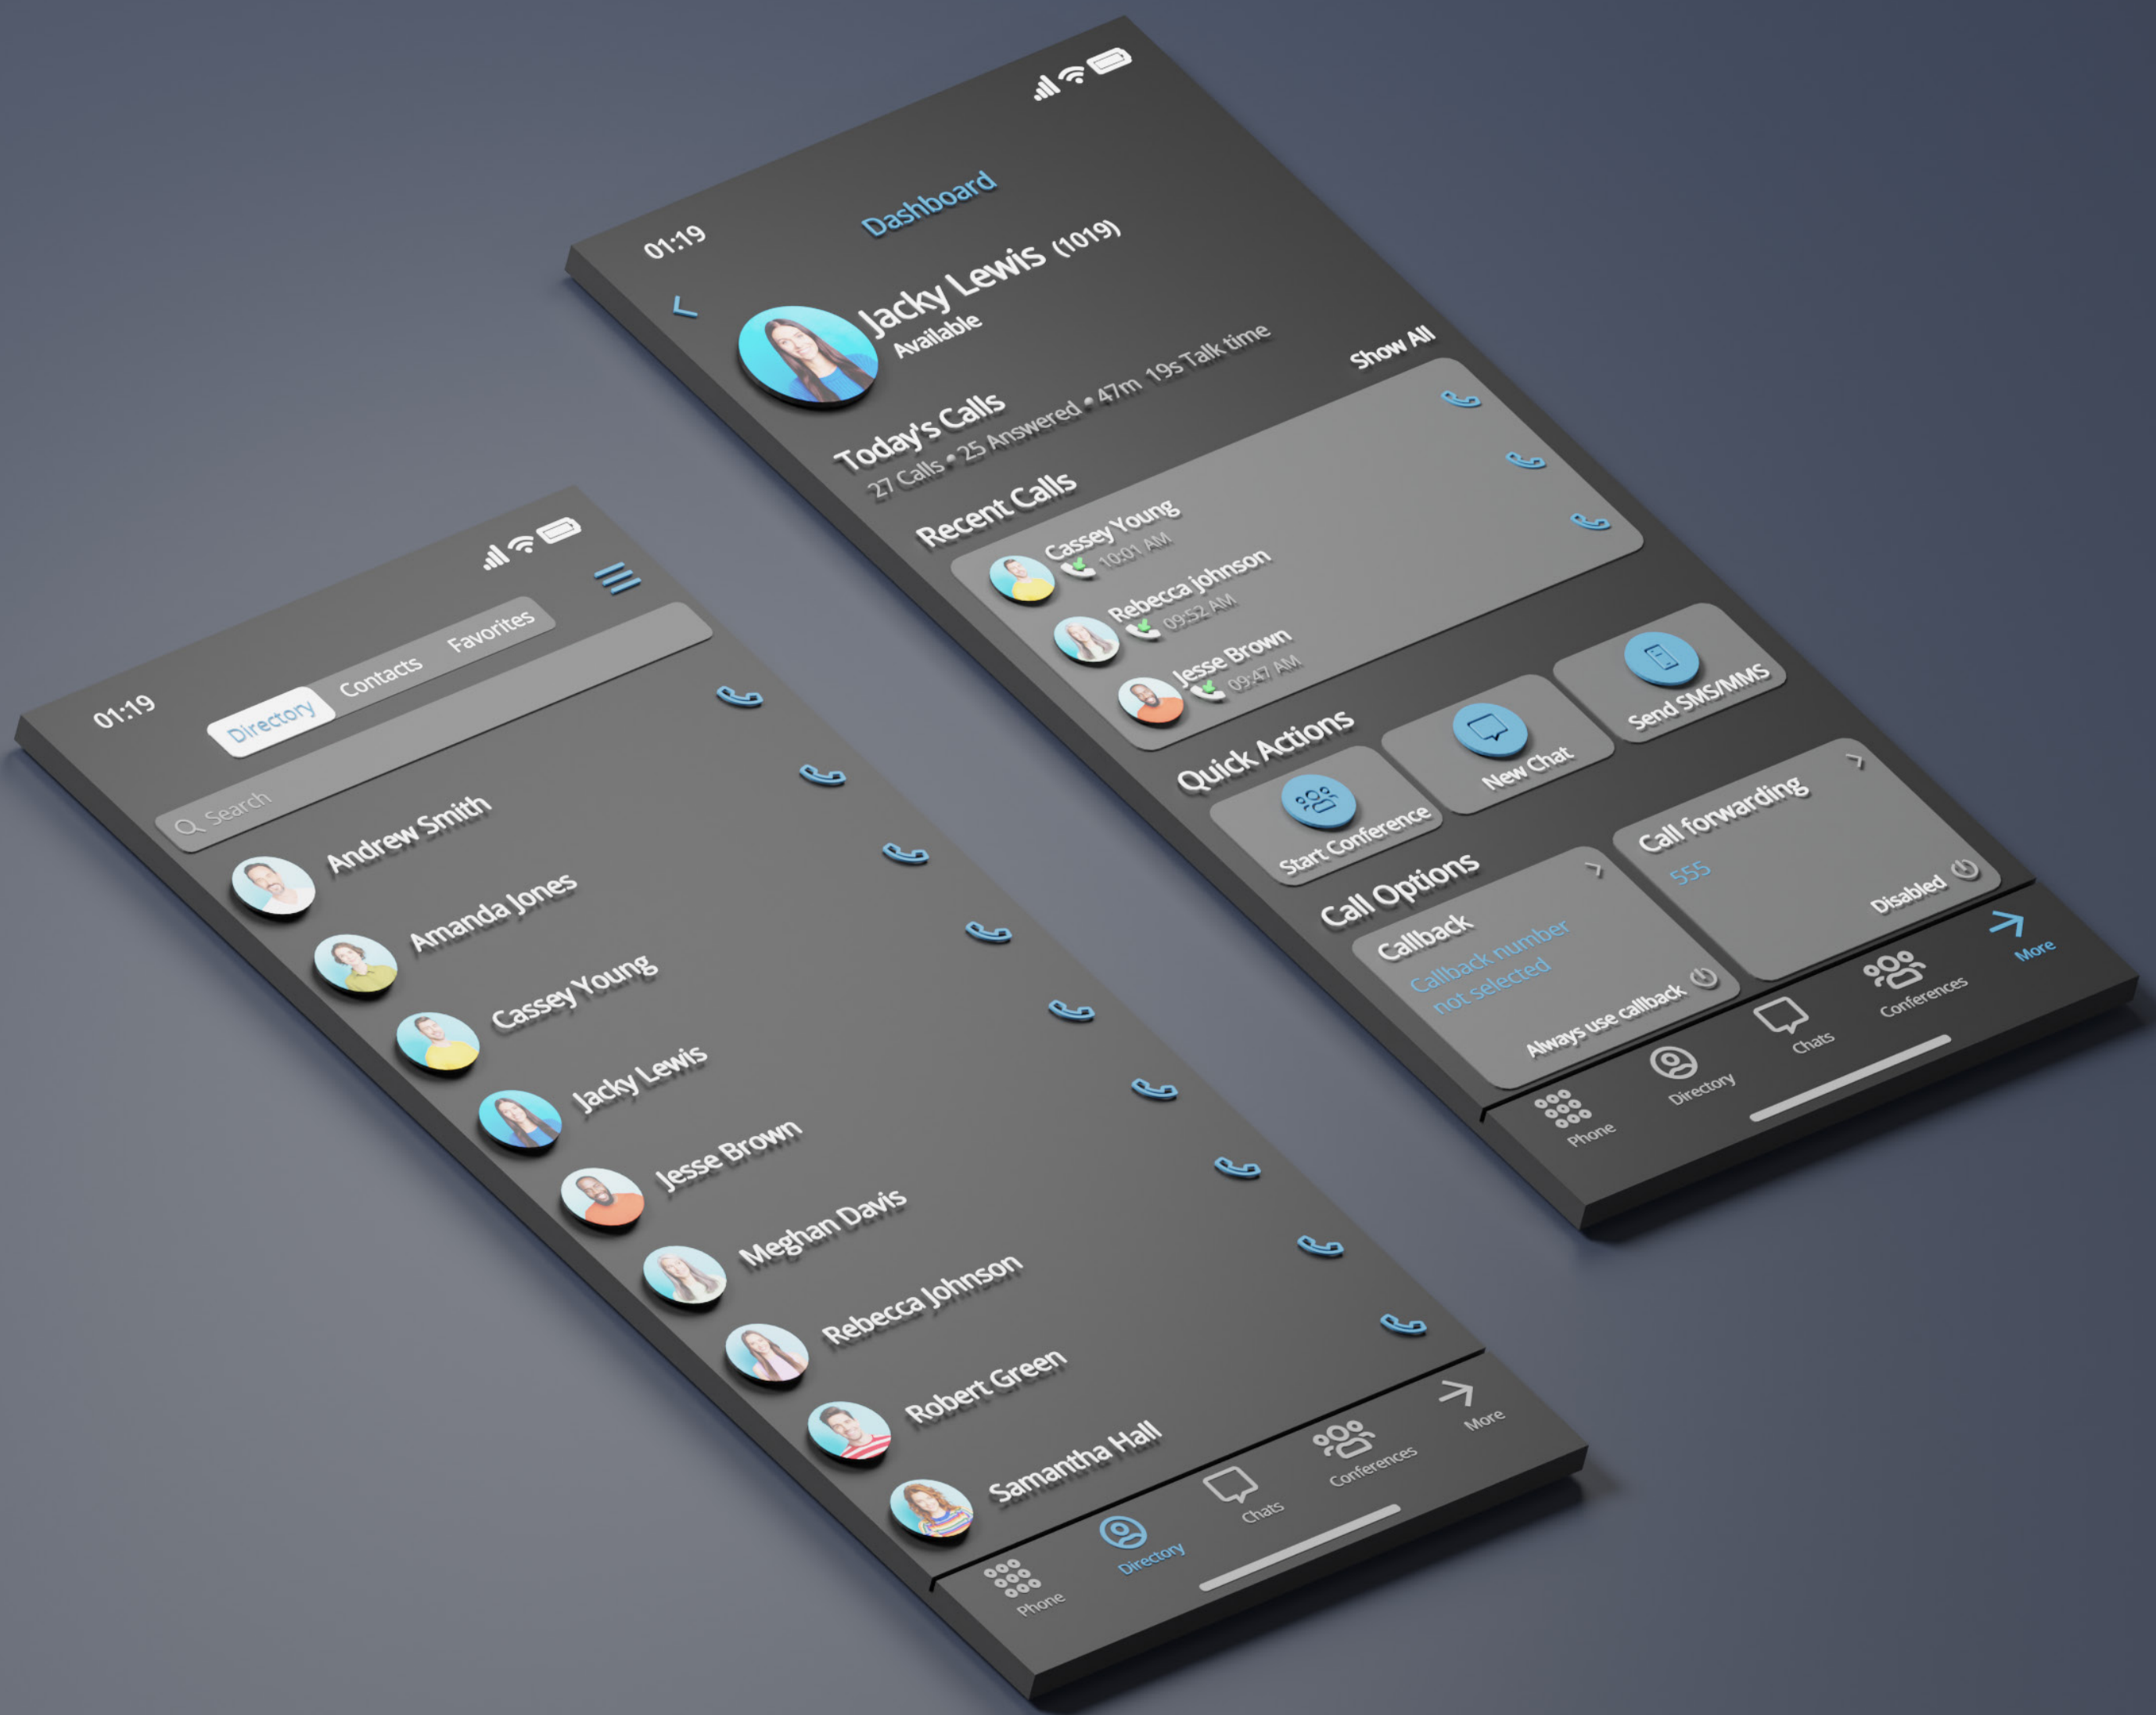 01:19
Directory
Contacts
Favorites
Search
Andrew Smith
Amanda Jones
Cassey Young
Jacky Lewis
Jesse Brown
Meghan Davis
Rebecca Johnson
Robert Green
Samantha Hall
Phone
Directory
Chats
Conferences
More
01:19
Dashboard
Jacky Lewis (1019)
Available
Today's Calls
27 Calls • 25 Answered • 47m 19s Talk time
Recent Calls
Show All
Cassey Young
10:01 AM
Rebecca johnson
09:52 AM
Jesse Brown
09:47 AM
Quick Actions
Start Conference
New Chat
Send SMS/MMS
Call Options
Callback
Callback number
not selected
Always use callback
Call forwarding
555
Disabled
Phone
Directory
Chats
Conferences
More